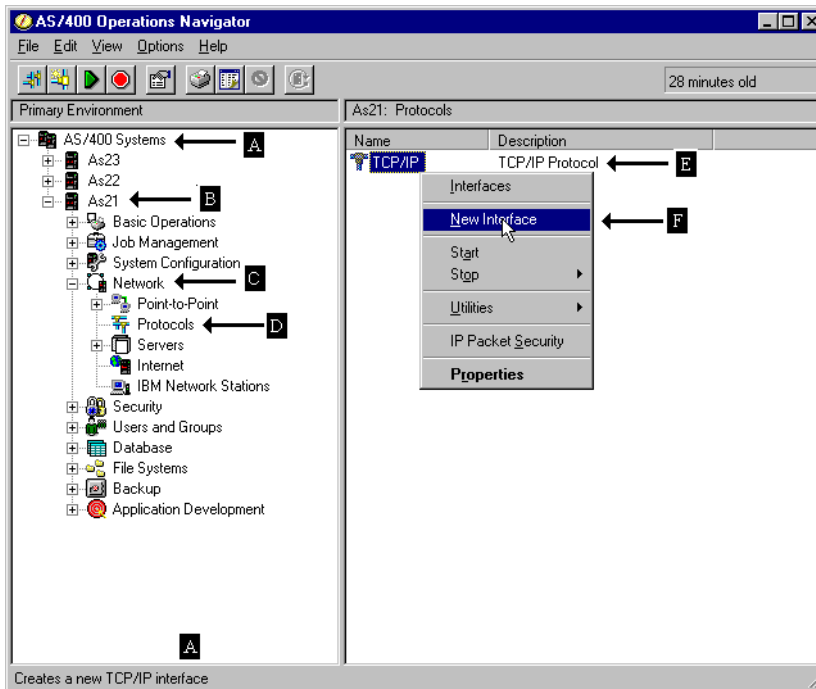 AS/400 Operations Navigator
File Edit View Options Help
28 minutes old
Primary Environment
As21: Protocols
AS/400 Systems A
As23
As22
As21 B
Basic Operations
Job Management
System Configuration
Network C
Point-to-Point
Protocols D
Servers
Internet
IBM Network Stations
Security
Users and Groups
Database
File Systems
Backup
Application Development
A
Name Description
TCP/IP TCP/IP Protocol E
Interfaces
New Interface F
Start
Stop
Utilities
IP Packet Security
Properties
Creates a new TCP/IP interface